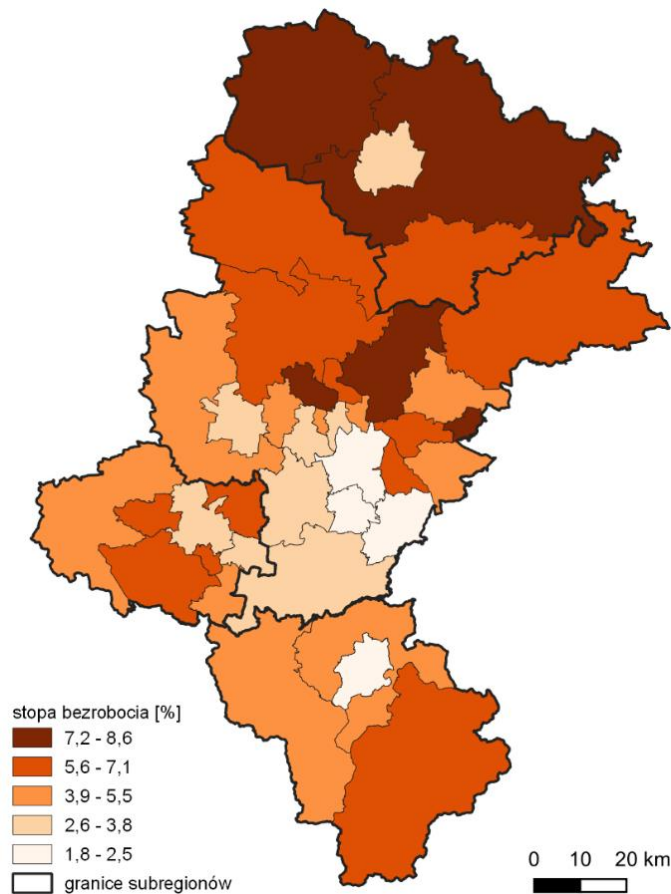 stopa bezrobocia [%]
7,2 - 8,6
5,6 - 7,1
3,9 - 5,5
2,6 - 3,8
1,8 - 2,5
granice subregionów
0 10 20 km